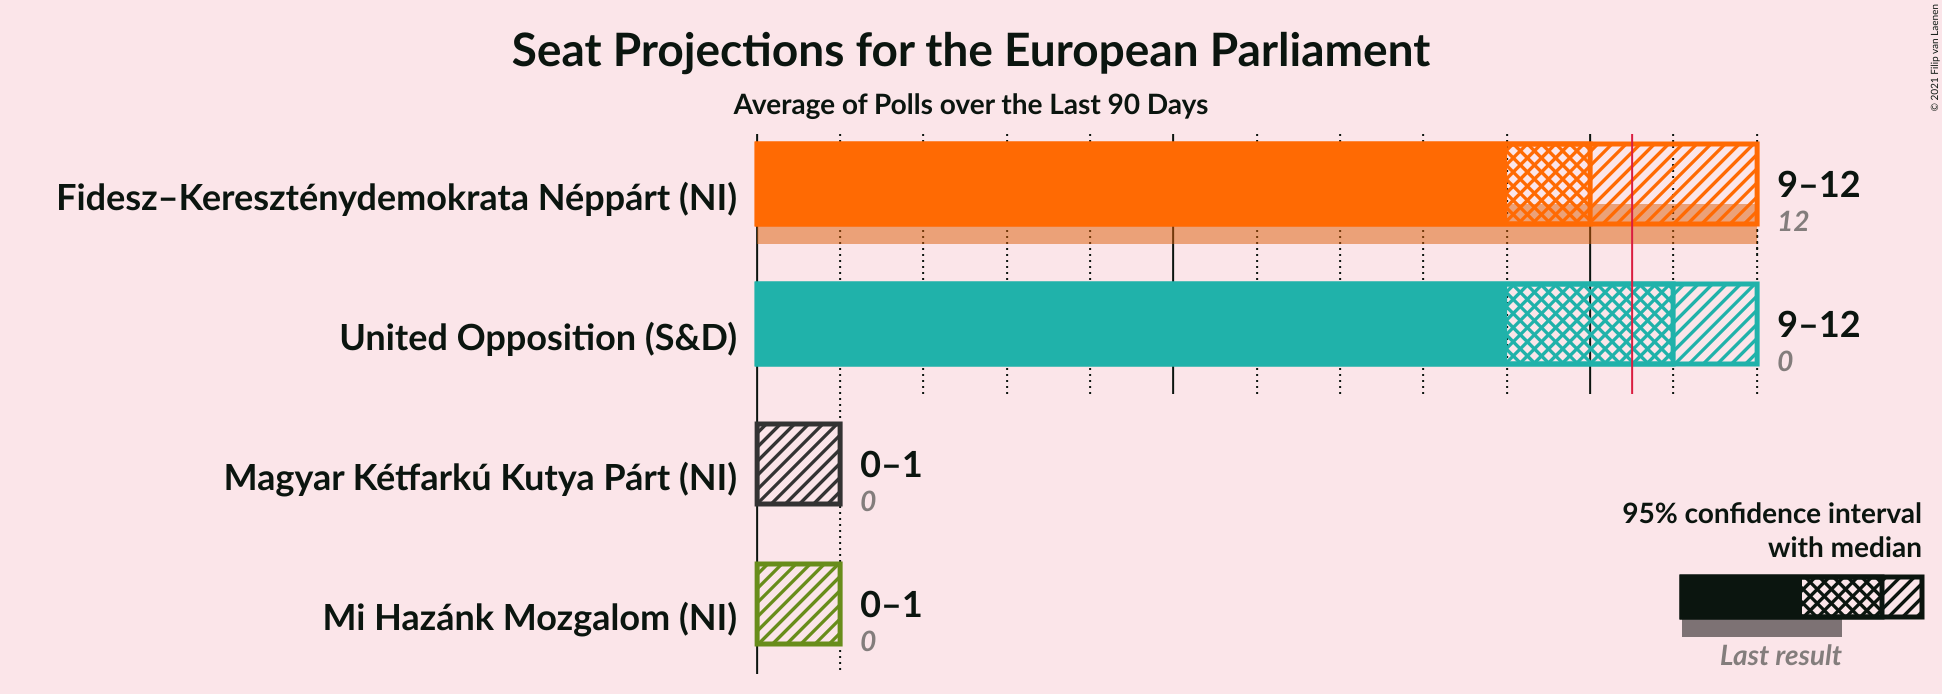 Seat Projections for the European Parliament
Average of Polls over the Last 90 Days
© 2021 Filip van Laenen
Fidesz–Kereszténydemokrata Néppárt (NI)
9–12
12
United Opposition (S&D)
9–12
0
Magyar Kétfarkú Kutya Párt (NI)
0–1
0
Mi Hazánk Mozgalom (NI)
0–1
0
95% confidence interval
with median
Last result